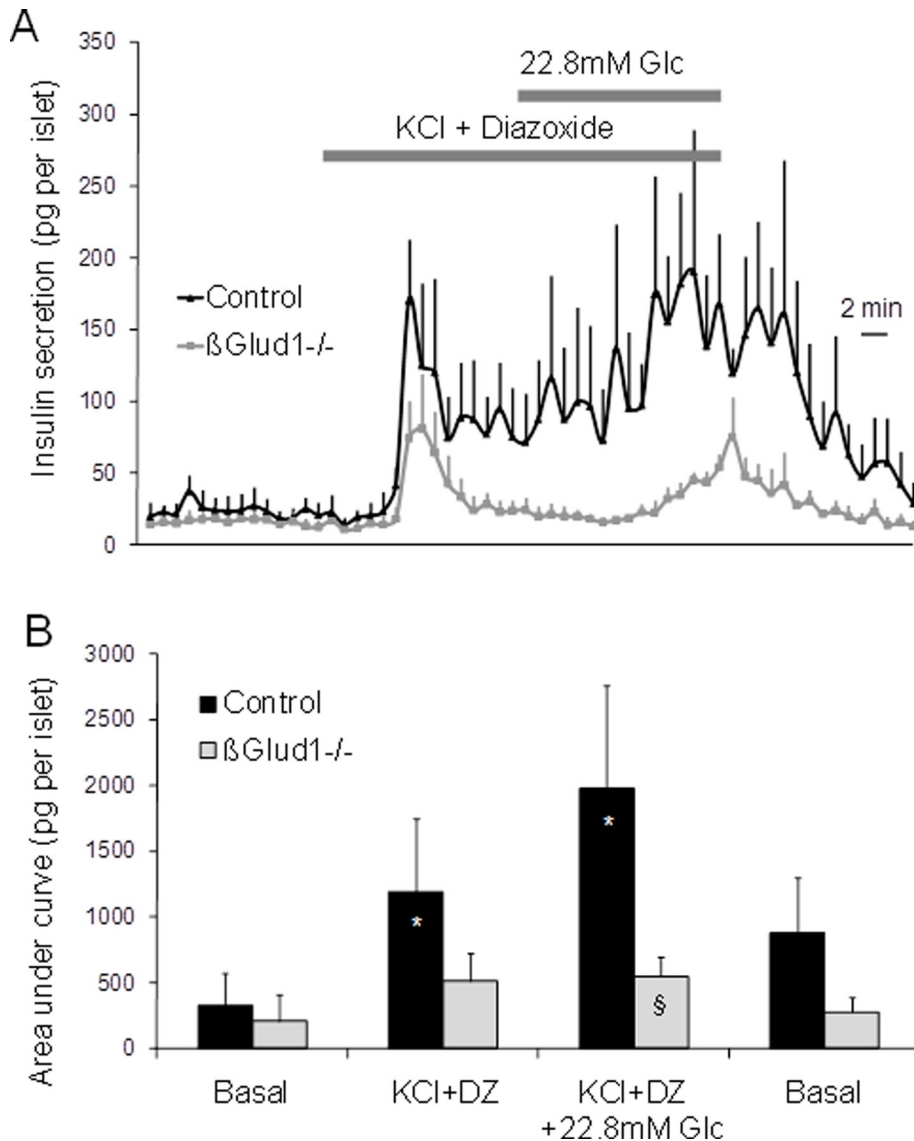 A
350
300
250
200
150
100
50
0
Insulin secretion (pg per islet)
22.8mM Glc
KCl + Diazoxide
Control
ßGlud1-/-
2 min
B
3000
2500
2000
1500
1000
500
0
Area under curve (pg per islet)
Control
ßGlud1-/-
*
*
§
Basal
KCl+DZ
KCl+DZ
+22.8mM Glc
Basal